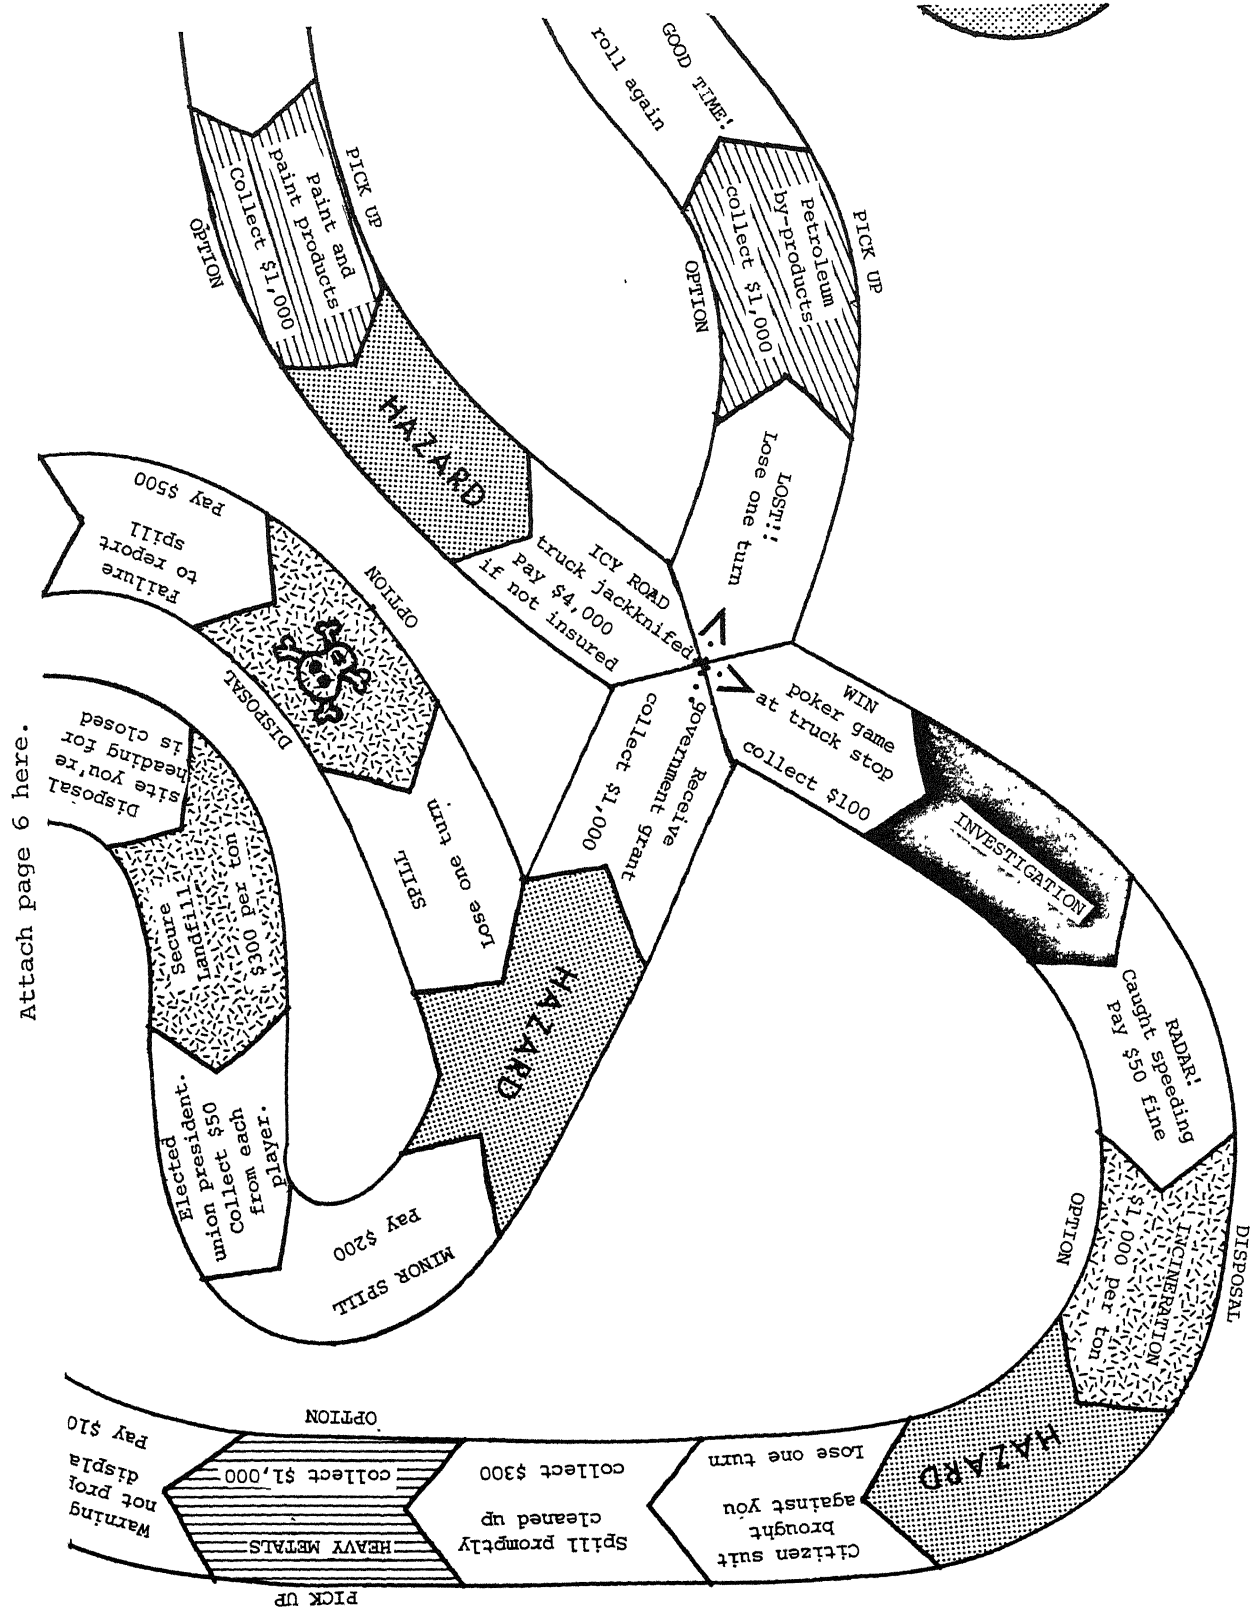 GOOD TIME!
roll again
PICK UP
Petroleum
by-products
collect $1,000
OPTION
LOST!!
Lose one turn
PICK UP
Paint and
paint products
Collect $1,000
OPTION
HAZARD
ICY ROAD
truck jackknifed
Pay $4,000
if not insured
WIN
poker game
at truck stop
collect $100
INVESTIGATION
RADAR!
Caught speeding
Pay $50 fine
DISPOSAL
INCINERATION
$1,000 per ton
OPTION
HAZARD
Citizen suit
brought
against you
Lose one turn
Spill promptly
cleaned up
collect $300
PICK UP
HEAVY METALS
collect $1,000
OPTION
Warning
not
Pay $10
Receive
government grant
collect $1,000
HAZARD
SPILL
Lose one turn
OPTION
DISPOSAL
Failure
to report
spill
Pay $500
MINOR SPILL
Pay $200
Elected
union president.
Collect $50
from each
player.
Secure
Landfill
$300 per ton
Disposal
site you're
heading for
is closed
Attach page 6 here.